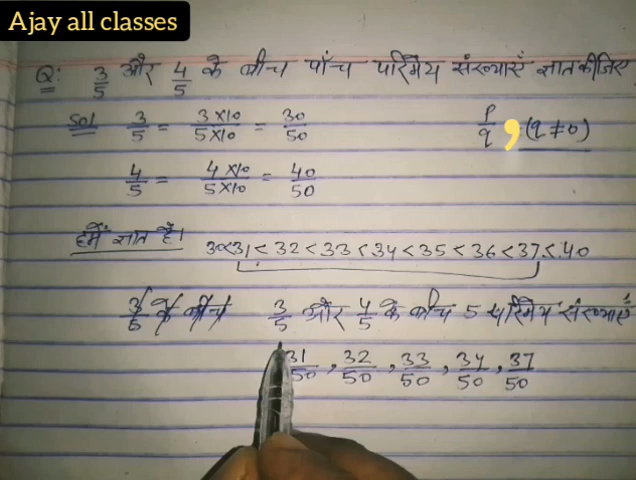 Ajay all classes
Q: 3/5 और 4/5 के बीच पाँच परिमेय संख्याएँ ज्ञात कीजिए
Sol 3/5 = 3×10/5×10 = 30/50 p/q , (q ≠ 0)
4/5 = 4×10/5×10 = 40/50
हमें ज्ञात है। 30<31<32<33<34<35<36<37<40
3/5 के बीच 3/5 और 4/5 के बीच 5 परिमेय संख्याएँ
31/50, 32/50, 33/50, 34/50, 37/50